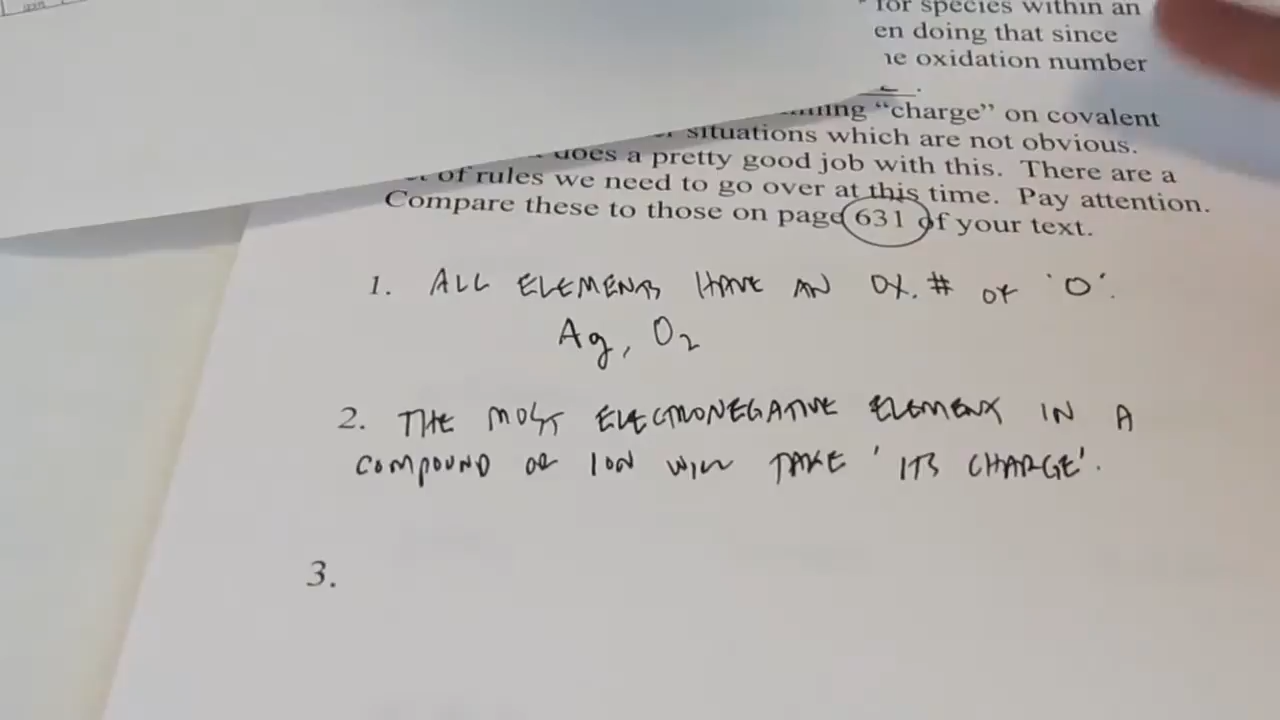 for species within an
en doing that since
oxidation number
"charge" on covalent
situations which are not obvious.
does a pretty good job with this. There are a
of rules we need to go over at this time. Pay attention.
Compare these to those on page 631 of your text.
1. ALL ELEMENTS HAVE AN OX. # OF 'O'.
Ag, O2
2. THE MOST ELECTRONEGATIVE ELEMENT IN A
COMPOUND OR ION WILL TAKE 'ITS CHARGE'.
3.